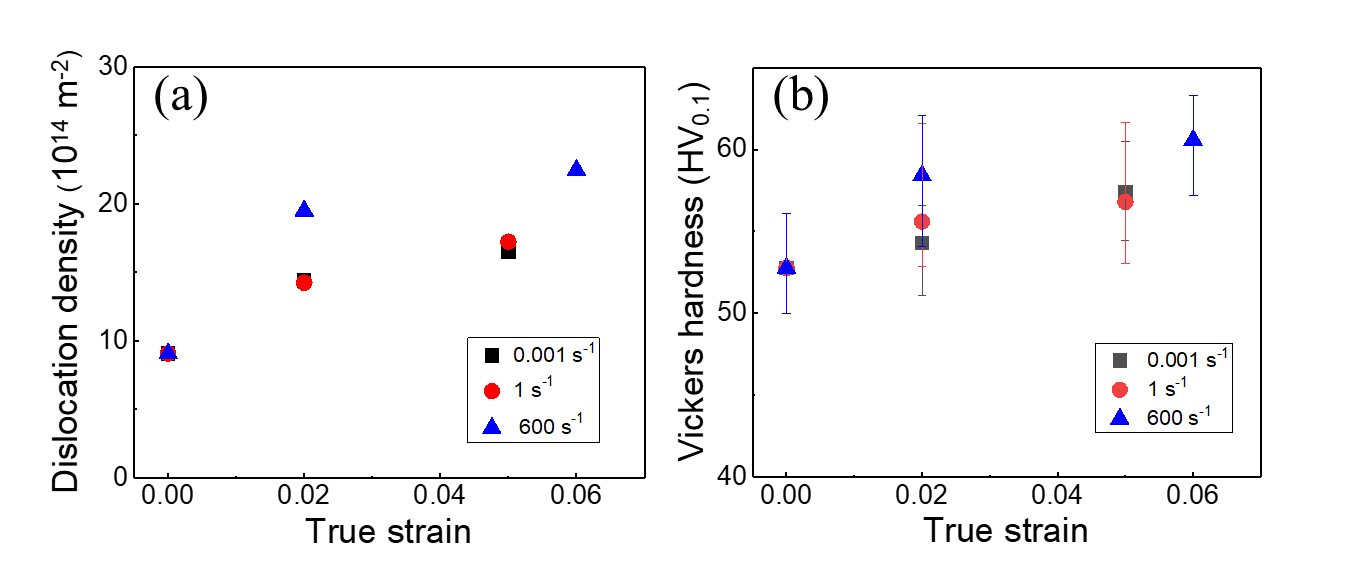 (a)
Dislocation density (10¹⁴ m⁻²)
30
20
10
0
0.00 0.02 0.04 0.06
True strain
0.001 s⁻¹
1 s⁻¹
600 s⁻¹
(b)
Vickers hardness (HV₀.₁)
60
50
40
0.00 0.02 0.04 0.06
True strain
0.001 s⁻¹
1 s⁻¹
600 s⁻¹